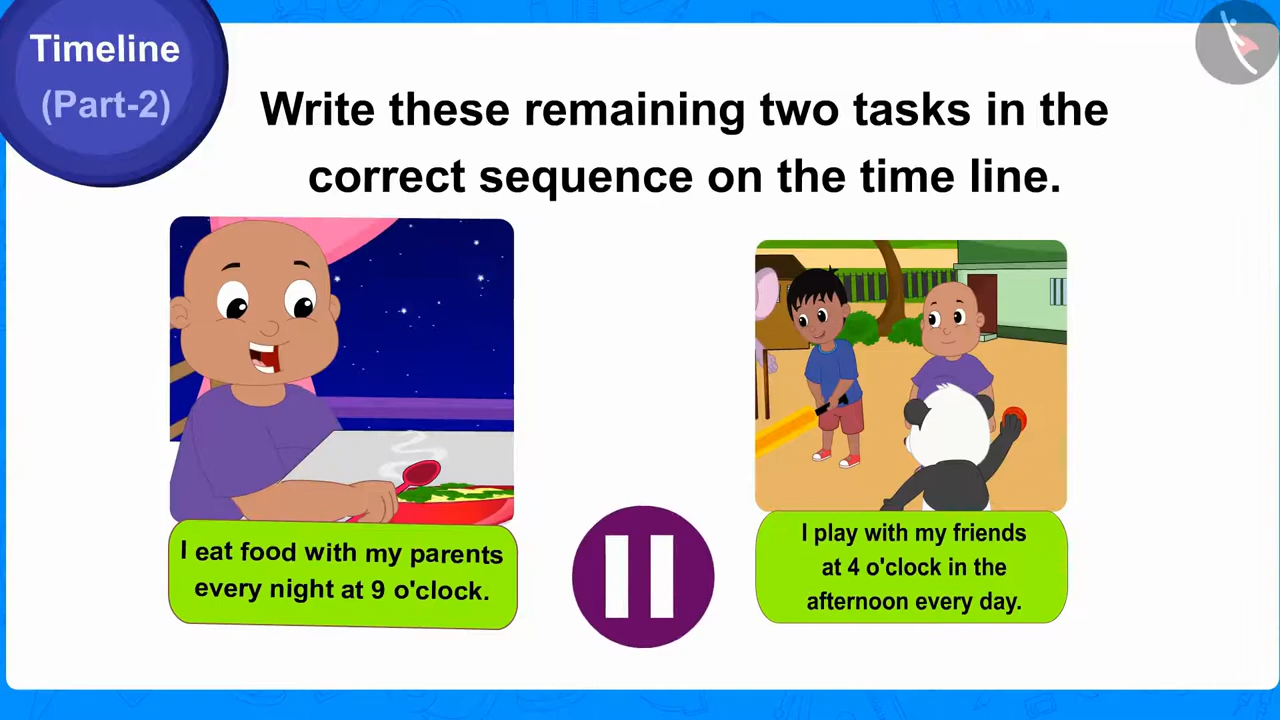 Timeline
(Part-2)
Write these remaining two tasks in the
correct sequence on the time line.
I eat food with my parents
every night at 9 o'clock.
I play with my friends
at 4 o'clock in the
afternoon every day.